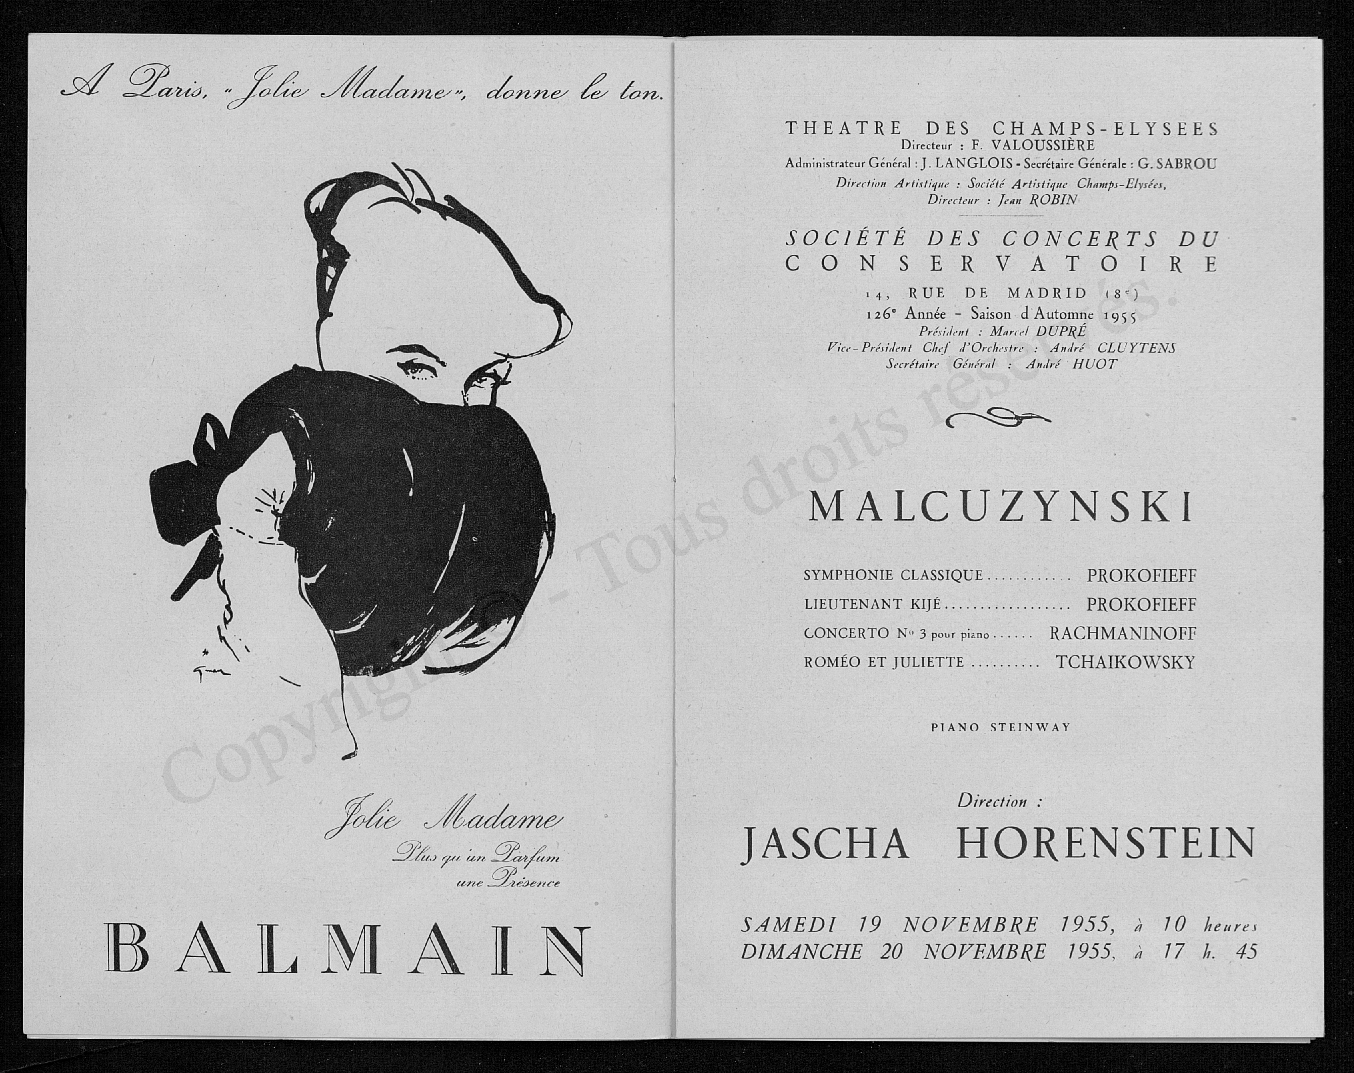 A Paris, "Jolie Madame", donne le ton.
Gruau
Jolie Madame
Plus qu'un Parfum
une Présence
BALMAIN
THEATRE DES CHAMPS-ELYSEES
Directeur : F. VALOUSSIÈRE
Administrateur Général : J. LANGLOIS - Secrétaire Générale : G. SABROU
Direction Artistique : Société Artistique Champs-Elysées,
Directeur : Jean ROBIN
SOCIÉTÉ DES CONCERTS DU
CONSERVATOIRE
14, RUE DE MADRID (8e)
126e Année - Saison d'Automne 1955
Président : Marcel DUPRÉ
Vice-Président Chef d'Orchestre : André CLUYTENS
Secrétaire Général : André HUOT
MALCUZYNSKI
SYMPHONIE CLASSIQUE ............ PROKOFIEFF
LIEUTENANT KIJÉ .................. PROKOFIEFF
CONCERTO No 3 pour piano ...... RACHMANINOFF
ROMÉO ET JULIETTE .......... TCHAIKOWSKY
PIANO STEINWAY
Direction :
JASCHA HORENSTEIN
SAMEDI 19 NOVEMBRE 1955, à 10 heures
DIMANCHE 20 NOVEMBRE 1955, à 17 h. 45
Copyright © - Tous droits réservés.